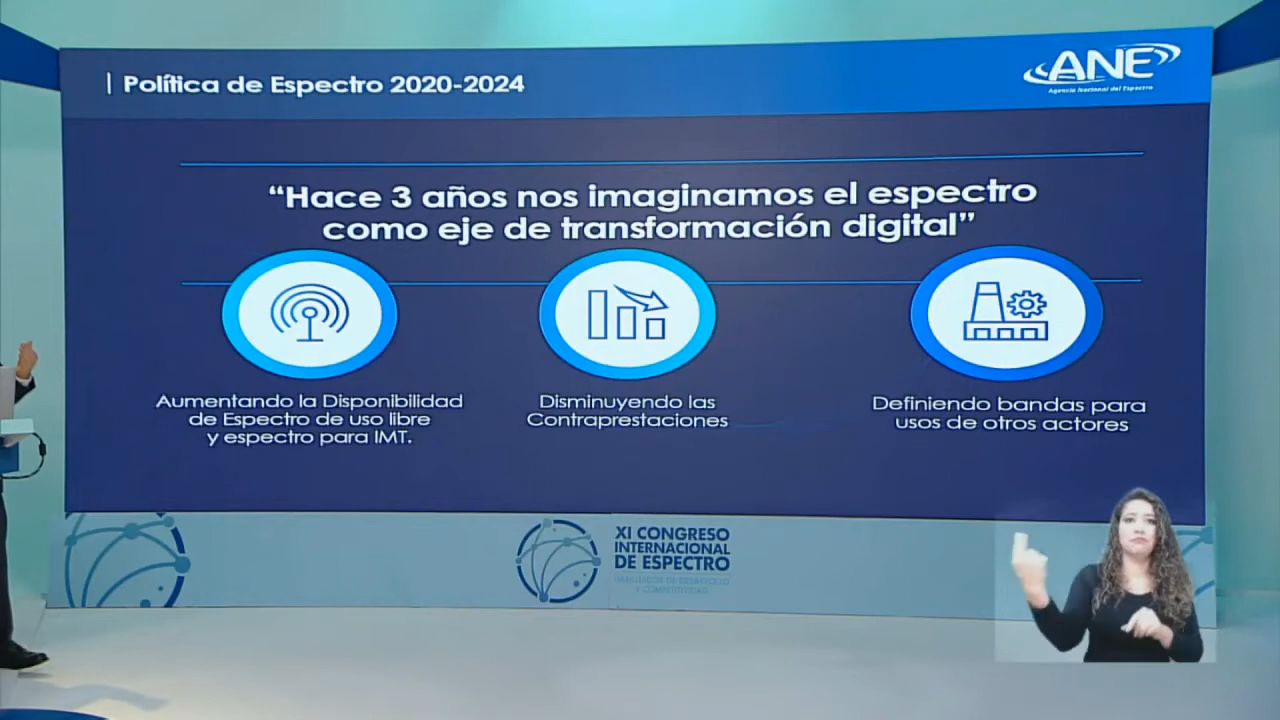 | Política de Espectro 2020-2024
ANE
Agencia Nacional del Espectro
“Hace 3 años nos imaginamos el espectro
como eje de transformación digital”
Aumentando la Disponibilidad
de Espectro de uso libre
y espectro para IMT.
Disminuyendo las
Contraprestaciones
Definiendo bandas para
usos de otros actores
XI CONGRESO
INTERNACIONAL
DE ESPECTRO